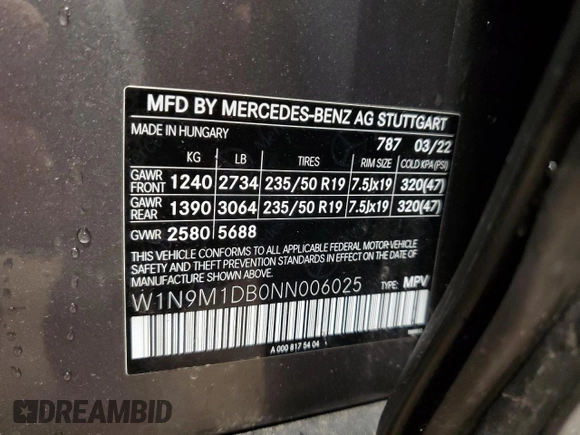 MFD BY MERCEDES-BENZ AG STUTTGART
MADE IN HUNGARY 787 03/22
KG LB TIRES RIM SIZE COLD KPA(PSI)
GAWR FRONT 1240 2734 235/50 R19 7.5Jx19 320(47)
GAWR REAR 1390 3064 235/50 R19 7.5Jx19 320(47)
GVWR 2580 5688
THIS VEHICLE CONFORMS TO ALL APPLICABLE FEDERAL MOTOR-VEHICLE
SAFETY AND THEFT PREVENTION STANDARDS IN EFFECT ON THE DATE OF
MANUFACTURE SHOWN ABOVE.
W1N9M1DB0NN006025 TYPE: MPV
A 000 817 54 04
DREAMBID